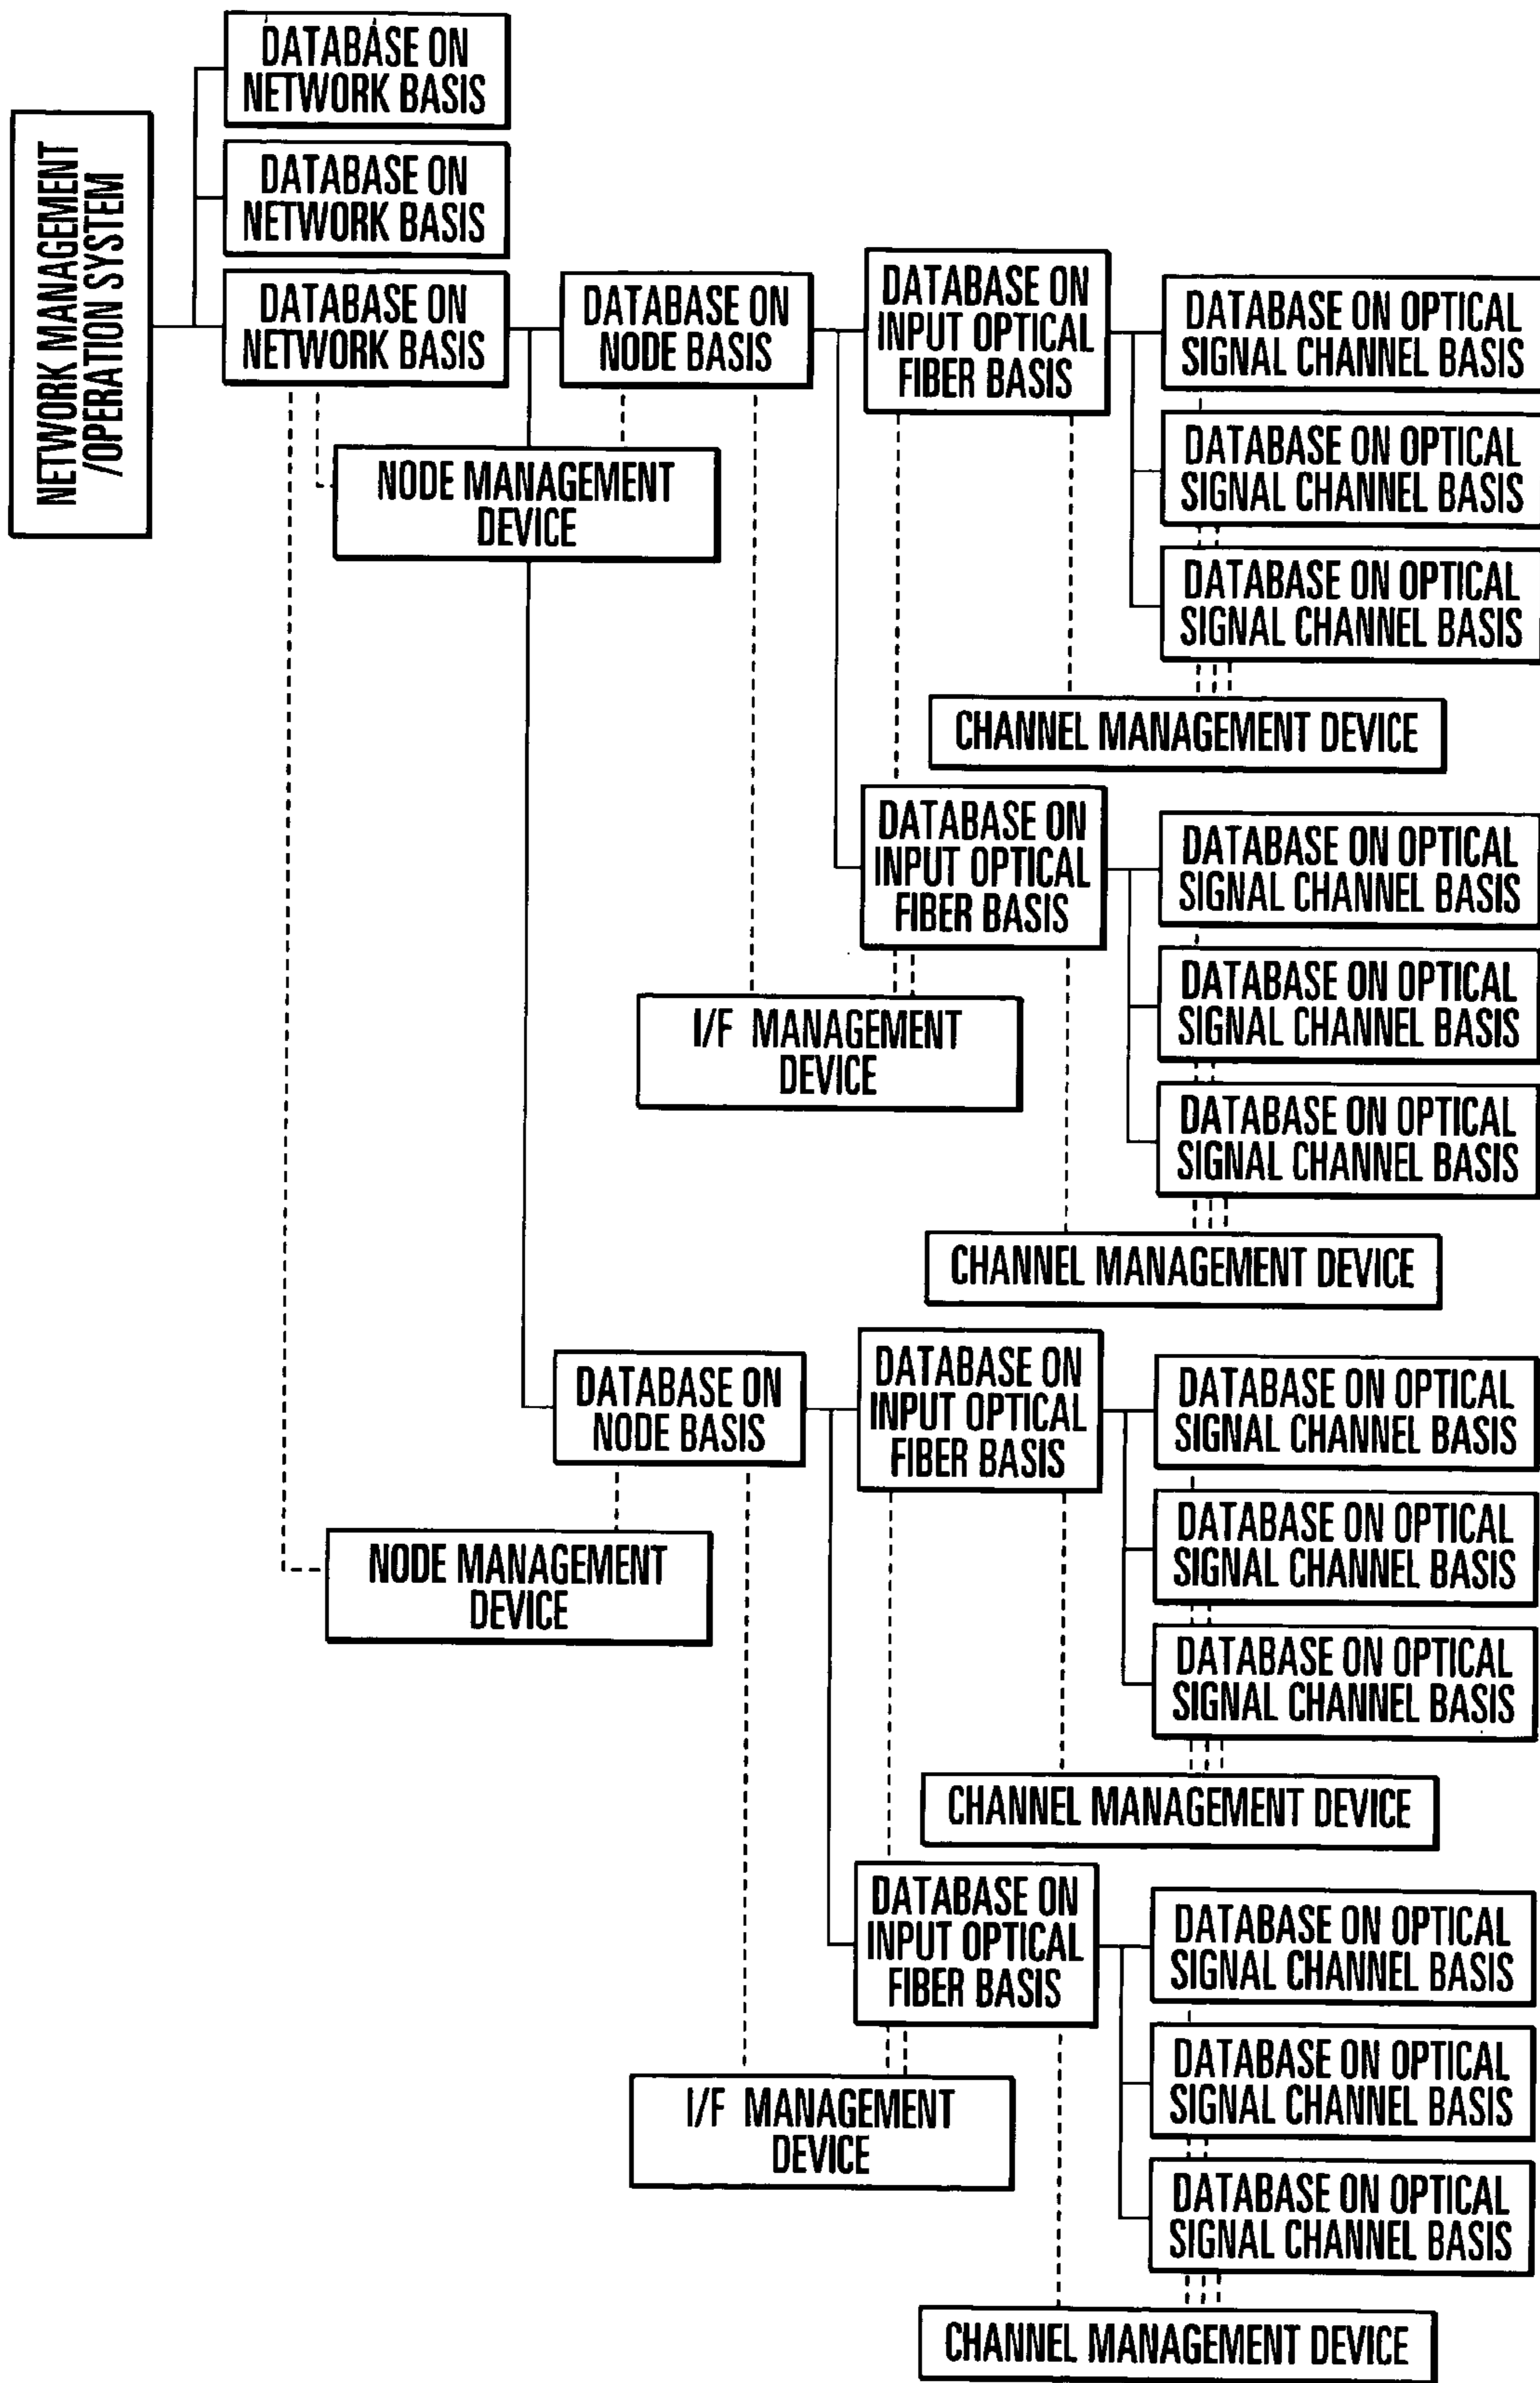 NETWORK MANAGEMENT
/OPERATION SYSTEM
DATABASE ON
NETWORK BASIS
DATABASE ON
NETWORK BASIS
DATABASE ON
NETWORK BASIS
DATABASE ON
NODE BASIS
NODE MANAGEMENT
DEVICE
DATABASE ON
INPUT OPTICAL
FIBER BASIS
DATABASE ON OPTICAL
SIGNAL CHANNEL BASIS
DATABASE ON OPTICAL
SIGNAL CHANNEL BASIS
DATABASE ON OPTICAL
SIGNAL CHANNEL BASIS
CHANNEL MANAGEMENT DEVICE
DATABASE ON
INPUT OPTICAL
FIBER BASIS
DATABASE ON OPTICAL
SIGNAL CHANNEL BASIS
DATABASE ON OPTICAL
SIGNAL CHANNEL BASIS
DATABASE ON OPTICAL
SIGNAL CHANNEL BASIS
I/F MANAGEMENT
DEVICE
CHANNEL MANAGEMENT DEVICE
DATABASE ON
NODE BASIS
NODE MANAGEMENT
DEVICE
DATABASE ON
INPUT OPTICAL
FIBER BASIS
DATABASE ON OPTICAL
SIGNAL CHANNEL BASIS
DATABASE ON OPTICAL
SIGNAL CHANNEL BASIS
DATABASE ON OPTICAL
SIGNAL CHANNEL BASIS
CHANNEL MANAGEMENT DEVICE
DATABASE ON
INPUT OPTICAL
FIBER BASIS
DATABASE ON OPTICAL
SIGNAL CHANNEL BASIS
DATABASE ON OPTICAL
SIGNAL CHANNEL BASIS
DATABASE ON OPTICAL
SIGNAL CHANNEL BASIS
I/F MANAGEMENT
DEVICE
CHANNEL MANAGEMENT DEVICE